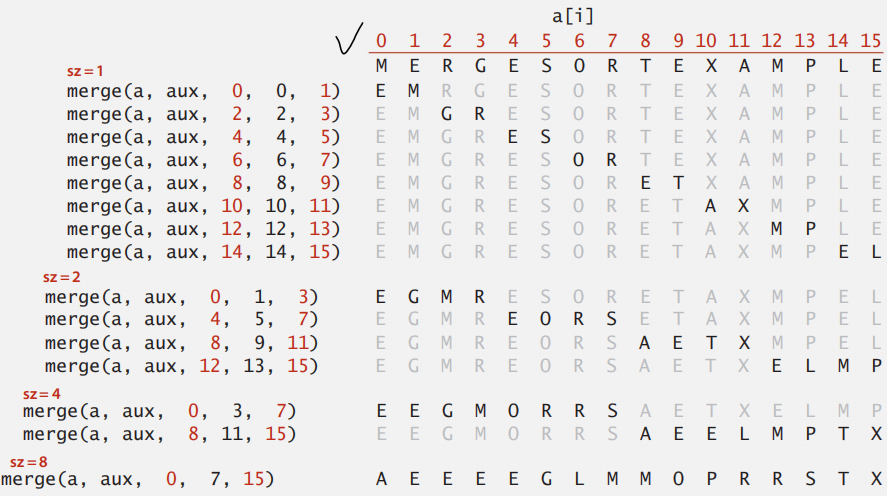 a[i]
0 1 2 3 4 5 6 7 8 9 10 11 12 13 14 15
M E R G E S O R T E X A M P L E
sz=1
merge(a, aux, 0, 0, 1) E M R G E S O R T E X A M P L E
merge(a, aux, 2, 2, 3) E M G R E S O R T E X A M P L E
merge(a, aux, 4, 4, 5) E M G R E S O R T E X A M P L E
merge(a, aux, 6, 6, 7) E M G R E S O R T E X A M P L E
merge(a, aux, 8, 8, 9) E M G R E S O R E T X A M P L E
merge(a, aux, 10, 10, 11) E M G R E S O R E T A X M P L E
merge(a, aux, 12, 12, 13) E M G R E S O R E T A X M P L E
merge(a, aux, 14, 14, 15) E M G R E S O R E T A X M P E L
sz=2
merge(a, aux, 0, 1, 3) E G M R E S O R E T A X M P E L
merge(a, aux, 4, 5, 7) E G M R E O R S E T A X M P E L
merge(a, aux, 8, 9, 11) E G M R E O R S A E T X M P E L
merge(a, aux, 12, 13, 15) E G M R E O R S A E T X E L M P
sz=4
merge(a, aux, 0, 3, 7) E E G M O R R S A E T X E L M P
merge(a, aux, 8, 11, 15) E E G M O R R S A E E L M P T X
sz=8
merge(a, aux, 0, 7, 15) A E E E E G L M M O P R R S T X